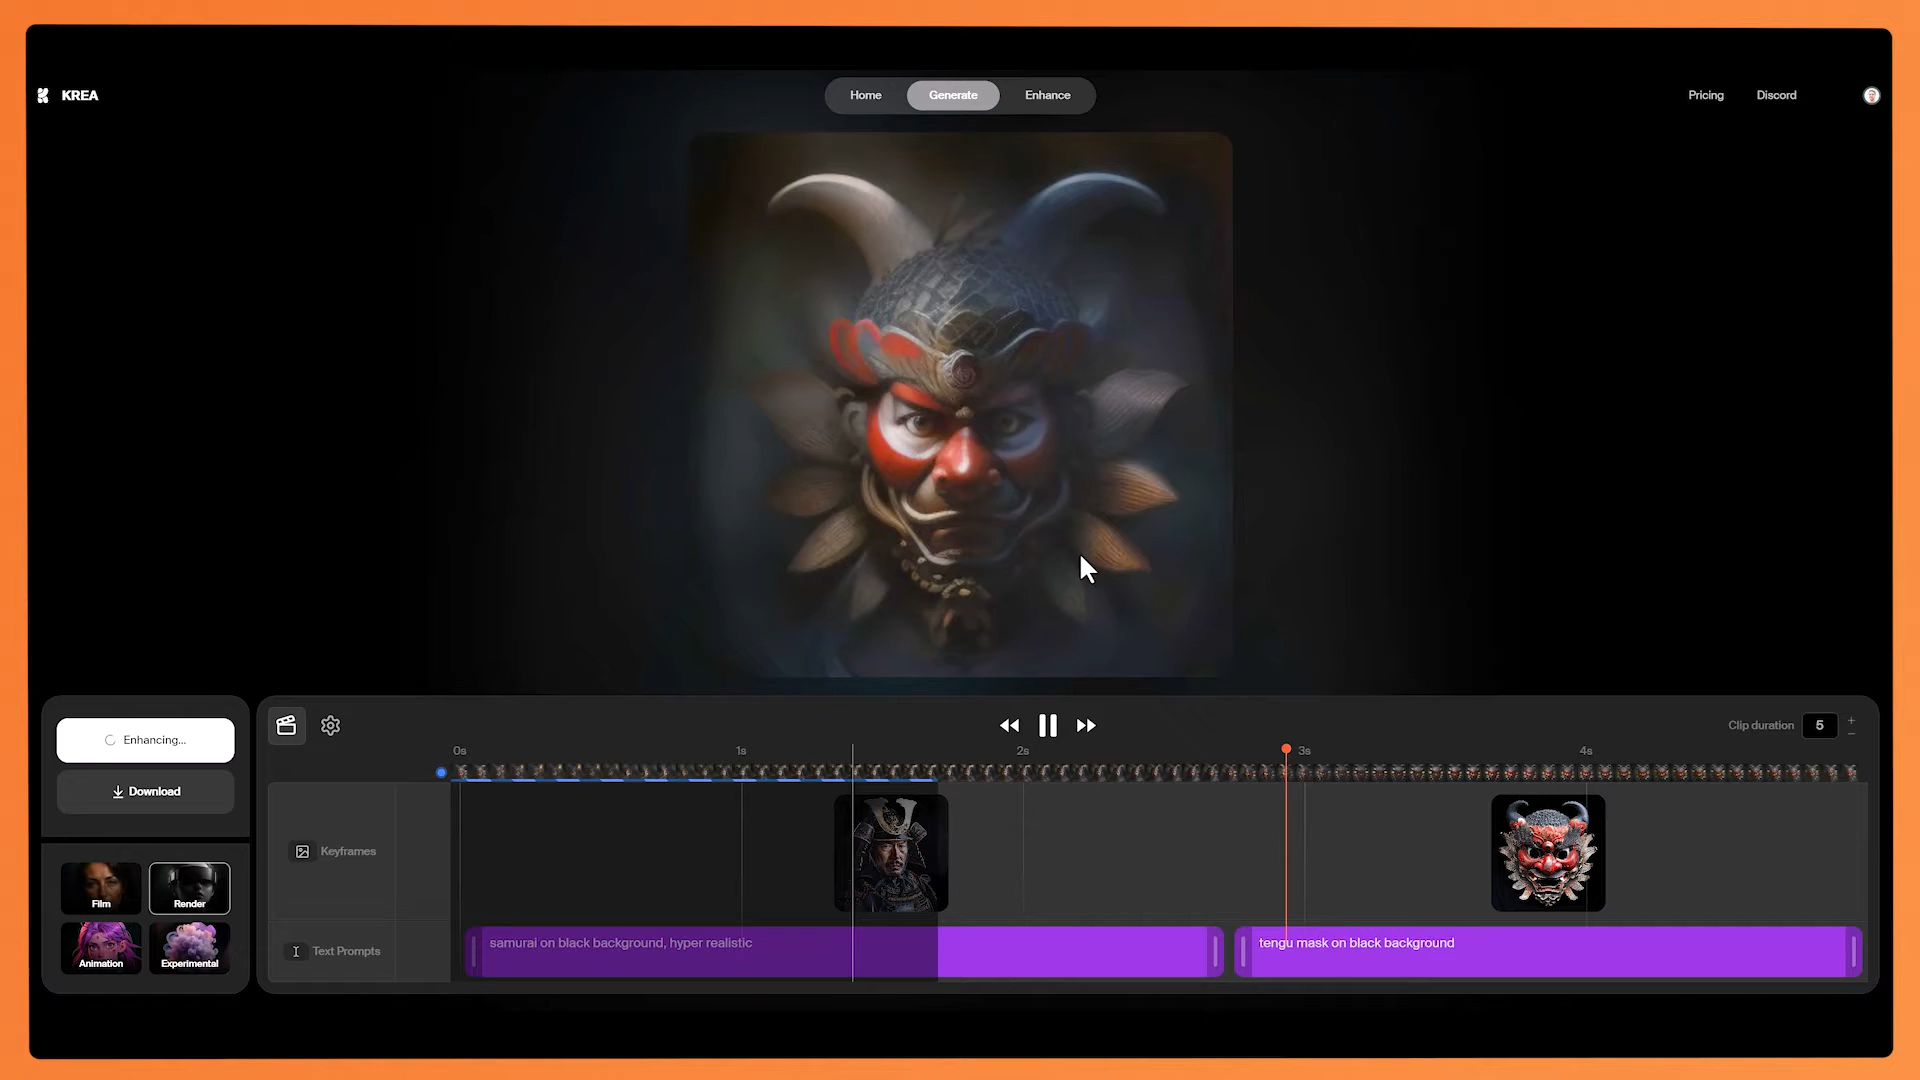 KREA
Home
Generate
Enhance
Pricing
Discord
Enhancing...
Download
Film
Render
Animation
Experimental
Clip duration
5
0s
1s
2s
3s
4s
Keyframes
Text Prompts
samurai on black background, hyper realistic
tengu mask on black background